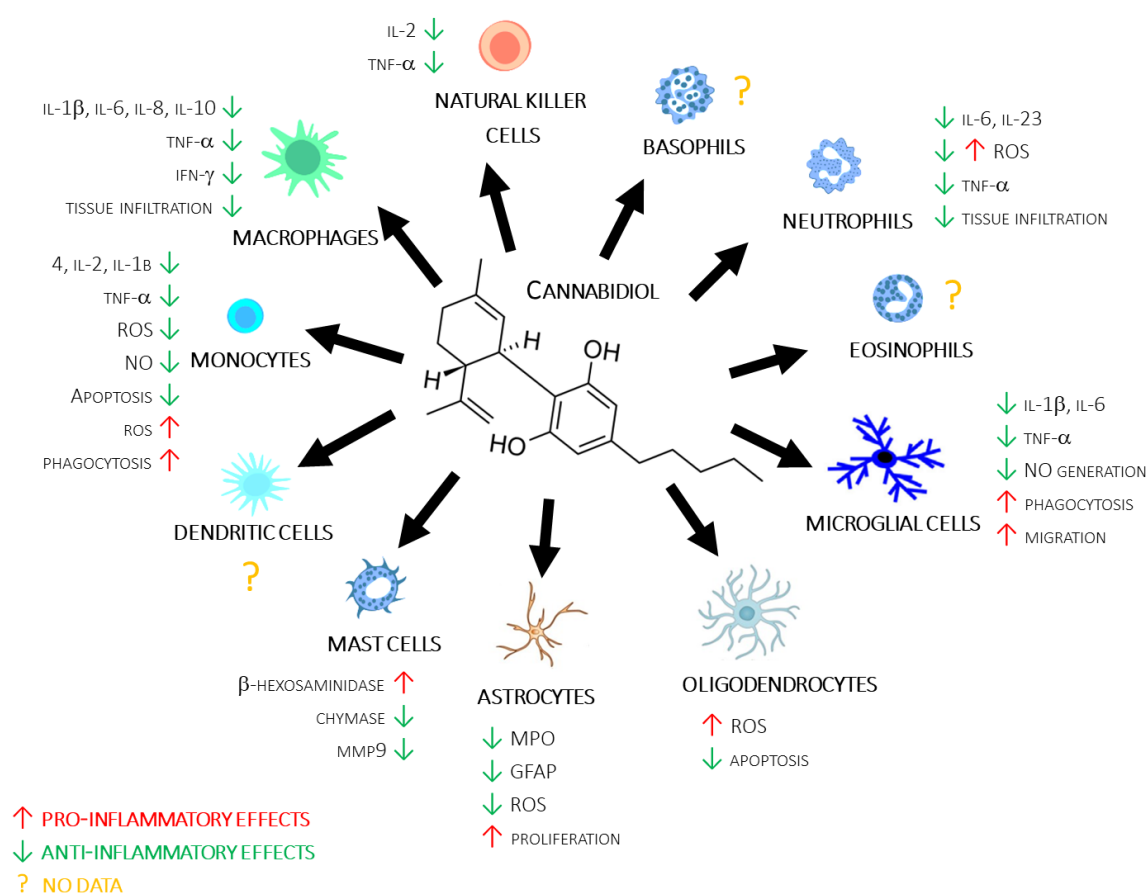 IL-2 ↓
TNF-α ↓
NATURAL KILLER
CELLS
?
BASOPHILS
IL-1β, IL-6, IL-8, IL-10 ↓
TNF-α ↓
IFN-γ ↓
TISSUE INFILTRATION ↓
MACROPHAGES
↓ IL-6, IL-23
↓ ↑ ROS
↓ TNF-α
↓ TISSUE INFILTRATION
NEUTROPHILS
4, IL-2, IL-1B ↓
TNF-α ↓
ROS ↓
NO ↓
APOPTOSIS ↓
ROS ↑
PHAGOCYTOSIS ↑
MONOCYTES
CANNABIDIOL
H
H
OH
HO
?
EOSINOPHILS
↓ IL-1β, IL-6
↓ TNF-α
↓ NO GENERATION
↑ PHAGOCYTOSIS
↑ MIGRATION
MICROGLIAL CELLS
DENDRITIC CELLS
?
MAST CELLS
β-HEXOSAMINIDASE ↑
CHYMASE ↓
MMP9 ↓
ASTROCYTES
↓ MPO
↓ GFAP
↓ ROS
↑ PROLIFERATION
OLIGODENDROCYTES
↑ ROS
↓ APOPTOSIS
↑ PRO-INFLAMMATORY EFFECTS
↓ ANTI-INFLAMMATORY EFFECTS
? NO DATA